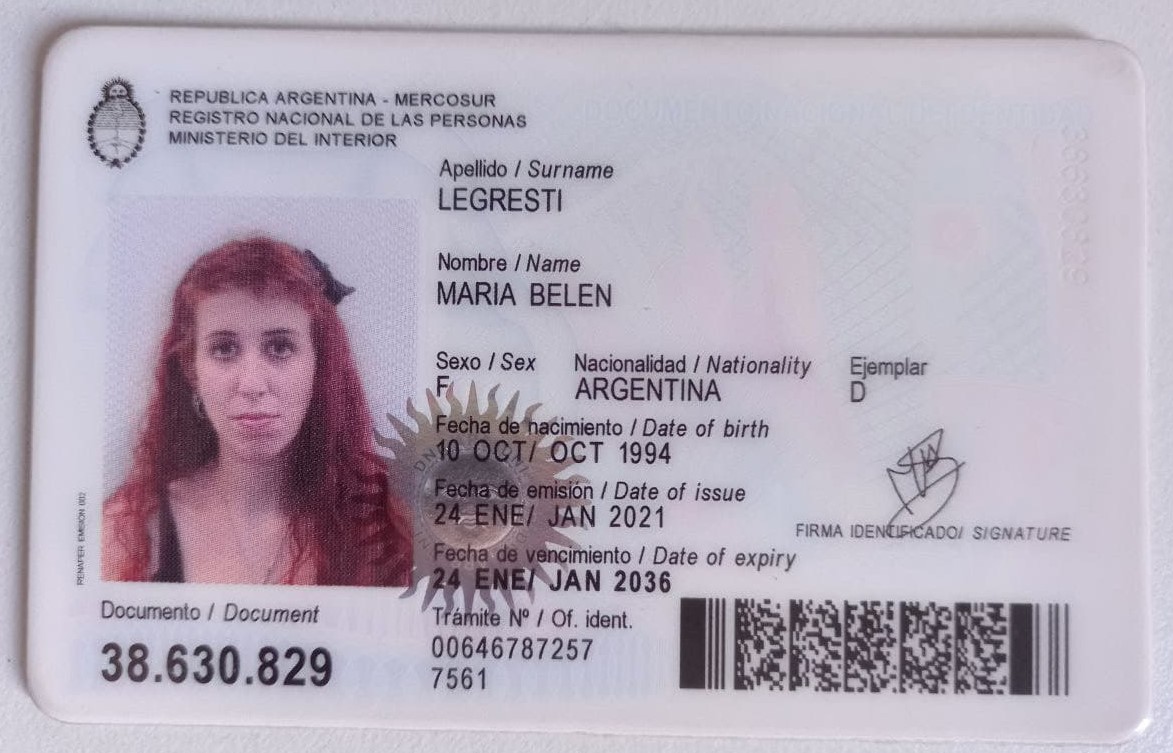 REPUBLICA ARGENTINA - MERCOSUR
REGISTRO NACIONAL DE LAS PERSONAS
MINISTERIO DEL INTERIOR
Apellido / Surname
LEGRESTI
Nombre / Name
MARIA BELEN
Sexo / Sex Nacionalidad / Nationality Ejemplar
F ARGENTINA D
Fecha de nacimiento / Date of birth
10 OCT/ OCT 1994
Fecha de emisión / Date of issue
24 ENE/ JAN 2021
FIRMA IDENTIFICADO/ SIGNATURE
Fecha de vencimiento / Date of expiry
24 ENE/ JAN 2036
RENAPER EMISION 002
Documento / Document
38.630.829
Trámite Nº / Of. ident.
00646787257
7561